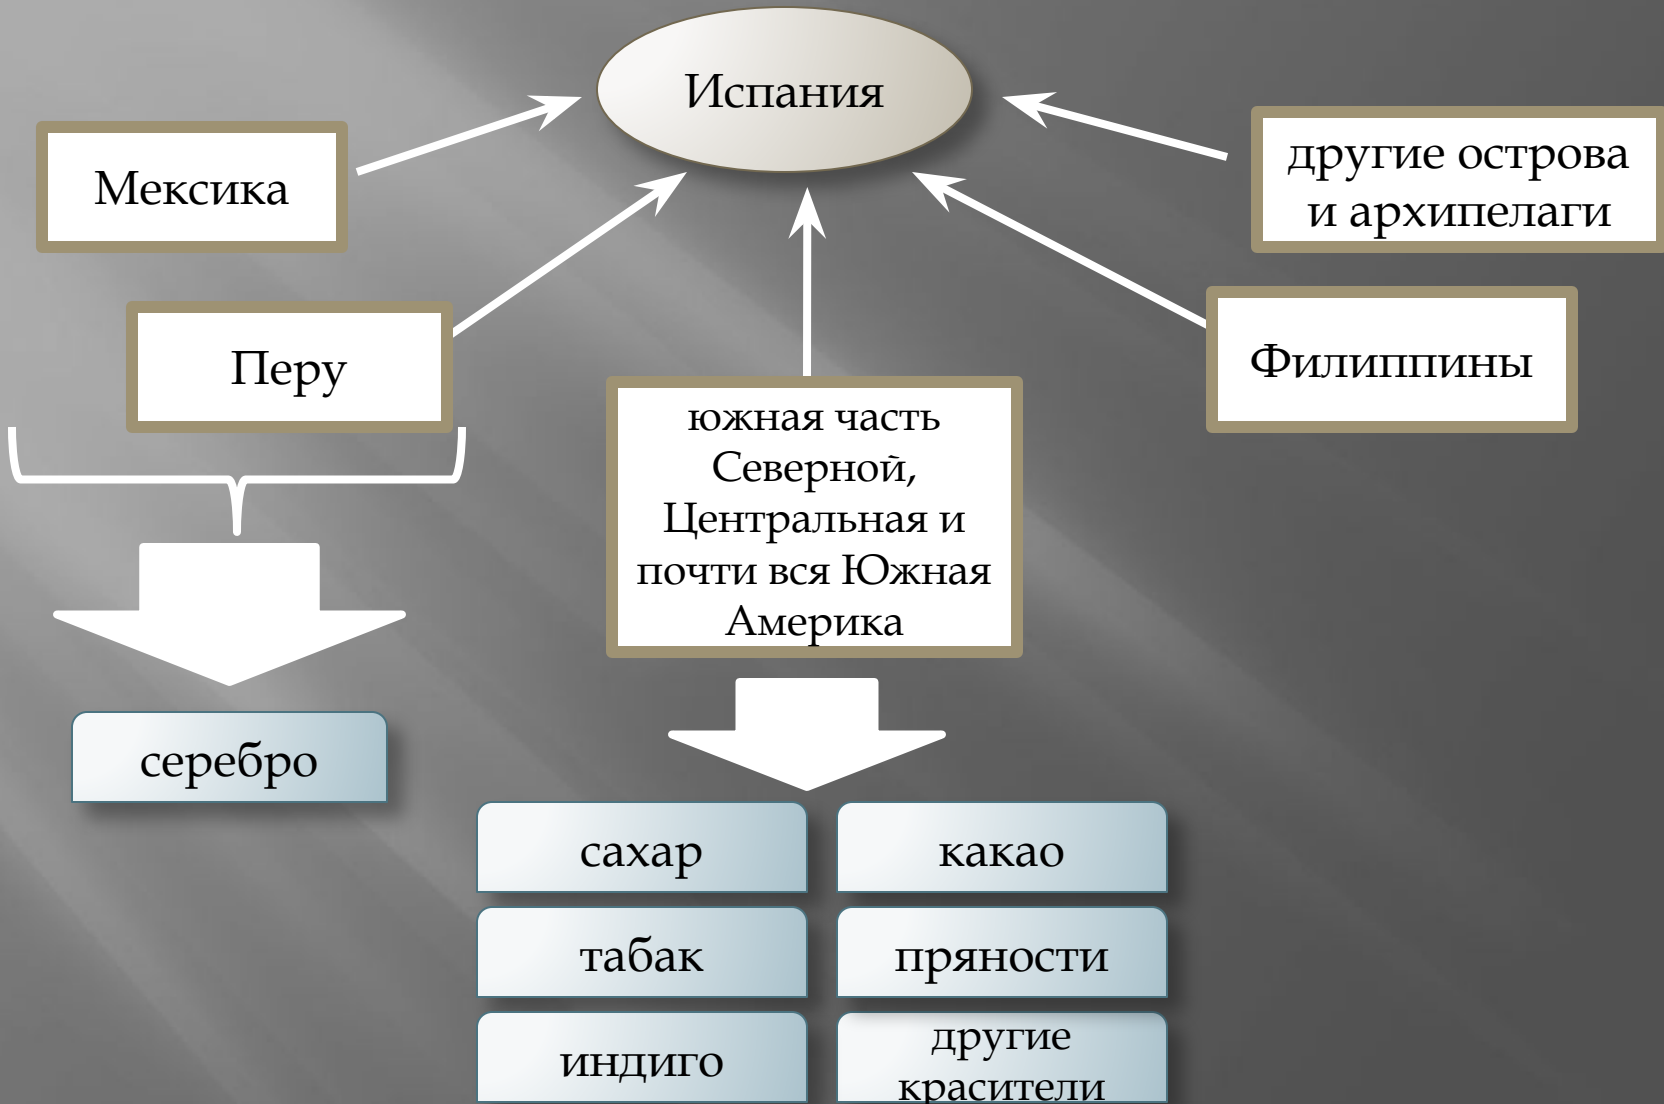 Испания
Мексика
другие острова
и архипелаги
Перу
Филиппины
южная часть
Северной,
Центральная и
почти вся Южная
Америка
серебро
сахар
какао
табак
пряности
индиго
другие
красители